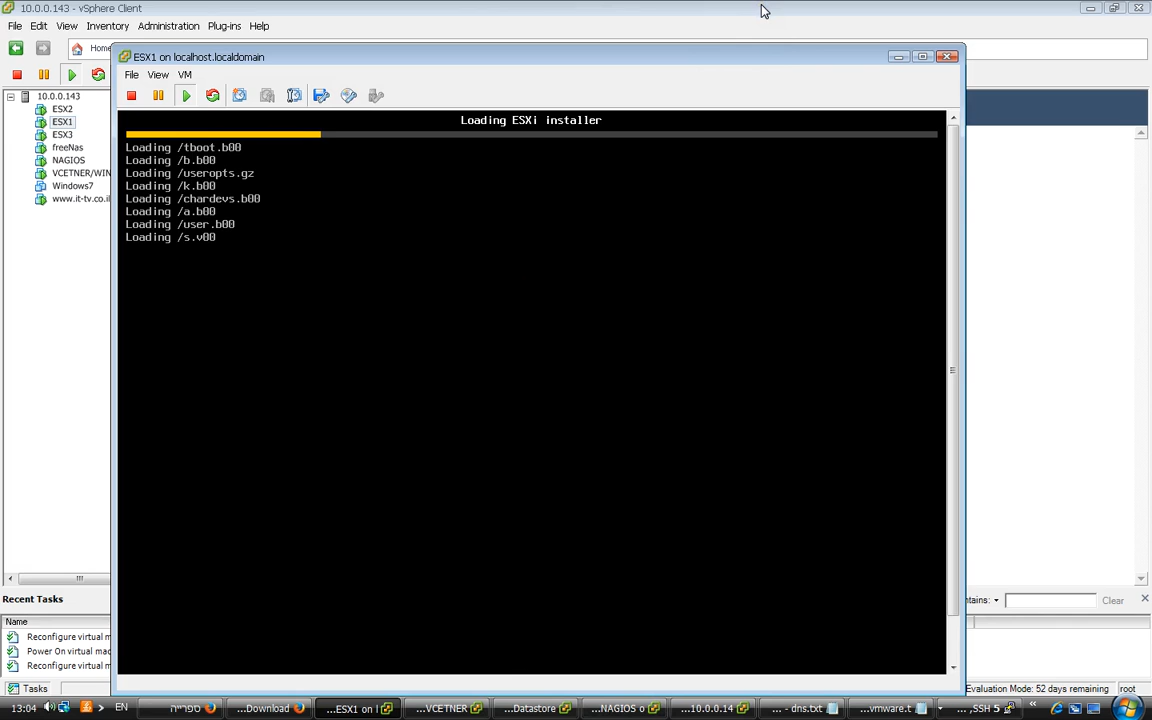 10.0.0.143 - vSphere Client
File Edit View Inventory Administration Plug-ins Help
Home
ESX1 on localhost.localdomain
File View VM
10.0.0.143
ESX2
ESX1
ESX3
freeNas
NAGIOS
VCETNER/WIN
Windows7
www.it-tv.co.il
Loading ESXi installer
Loading /tboot.b00
Loading /b.b00
Loading /useropts.gz
Loading /k.b00
Loading /chardevs.b00
Loading /a.b00
Loading /user.b00
Loading /s.v00
Recent Tasks
ntains: Clear
Name
Reconfigure virtual m
Power On virtual mac
Reconfigure virtual m
Tasks
Evaluation Mode: 52 days remaining root
13:04 EN ספרייה ...Download ...ESX1 on l ...VCETNER ...Datastore ...NAGIOS o ...10.0.0.14 ...- dns.txt ...vmware.t ... ,SSH 5